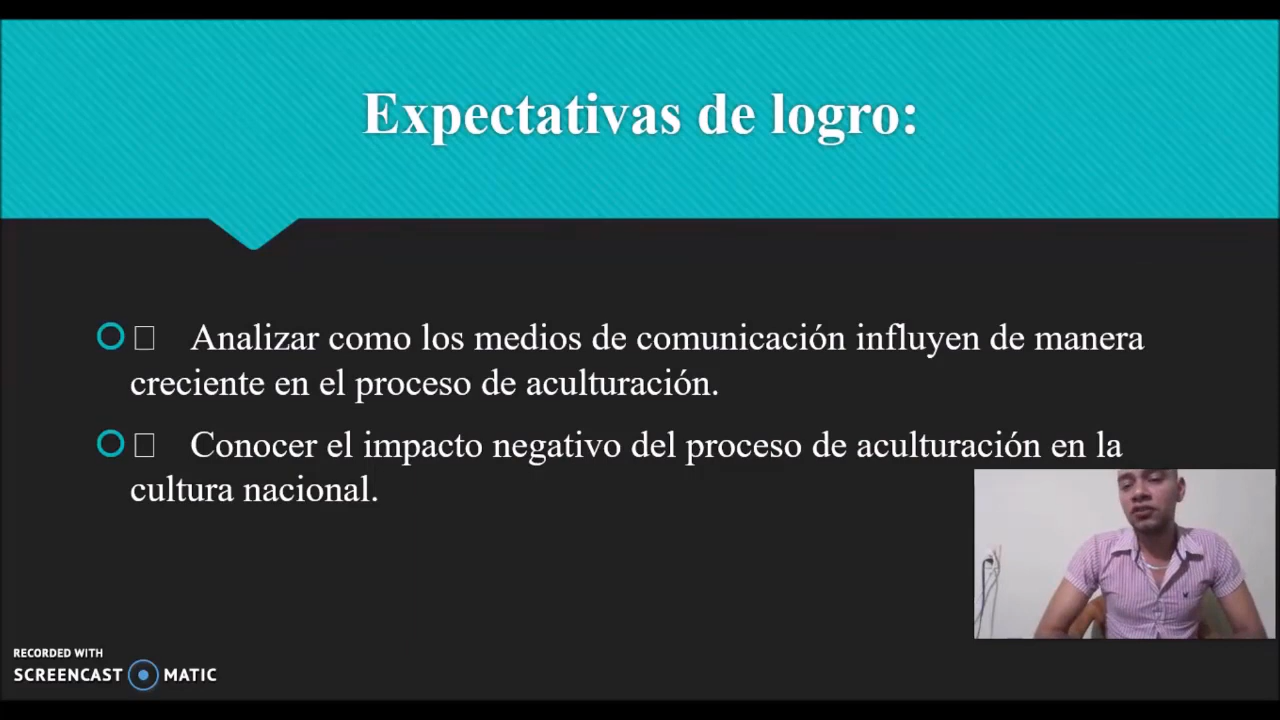 Expectativas de logro:
□ Analizar como los medios de comunicación influyen de manera
creciente en el proceso de aculturación.
□ Conocer el impacto negativo del proceso de aculturación en la
cultura nacional.
RECORDED WITH
SCREENCAST MATIC